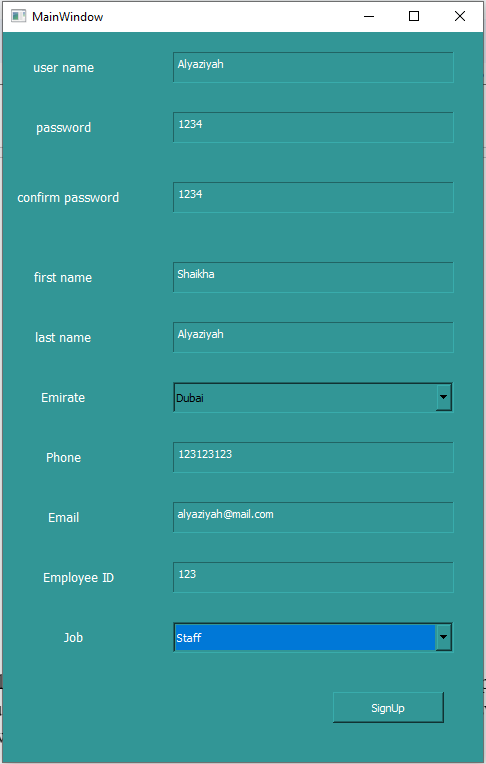 MainWindow
user name Alyaziyah
password 1234
confirm password 1234
first name Shaikha
last name Alyaziyah
Emirate Dubai
Phone 123123123
Email alyaziyah@mail.com
Employee ID 123
Job Staff
SignUp